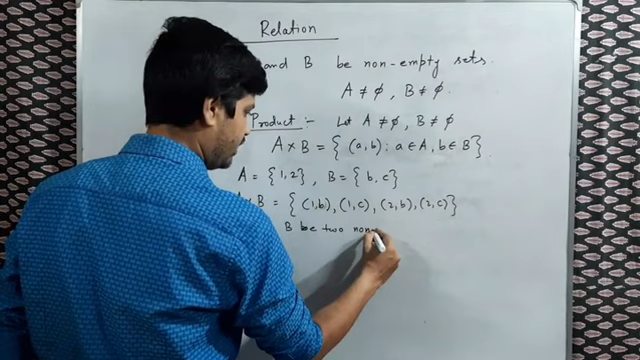 Relation
and B be non-empty sets.
A ≠ ϕ, B ≠ ϕ.
Product :- Let A ≠ ϕ, B ≠ ϕ
A × B = { (a, b) : a ∈ A, b ∈ B }.
A = { 1, 2 }, B = { b, c }
× B = { (1, b), (1, c), (2, b), (2, c) }
B be two non-